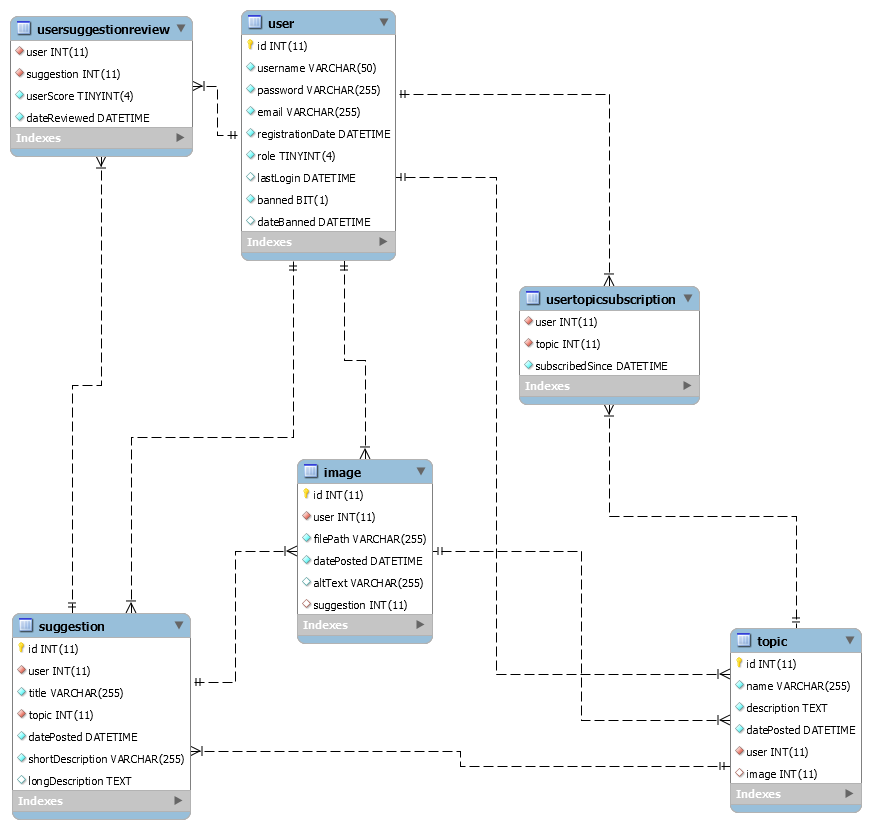 usersuggestionreview
user INT(11)
suggestion INT(11)
userScore TINYINT(4)
dateReviewed DATETIME
Indexes
user
id INT(11)
username VARCHAR(50)
password VARCHAR(255)
email VARCHAR(255)
registrationDate DATETIME
role TINYINT(4)
lastLogin DATETIME
banned BIT(1)
dateBanned DATETIME
Indexes
usertopicsubscription
user INT(11)
topic INT(11)
subscribedSince DATETIME
Indexes
image
id INT(11)
user INT(11)
filePath VARCHAR(255)
datePosted DATETIME
altText VARCHAR(255)
suggestion INT(11)
Indexes
suggestion
id INT(11)
user INT(11)
title VARCHAR(255)
topic INT(11)
datePosted DATETIME
shortDescription VARCHAR(255)
longDescription TEXT
Indexes
topic
id INT(11)
name VARCHAR(255)
description TEXT
datePosted DATETIME
user INT(11)
image INT(11)
Indexes